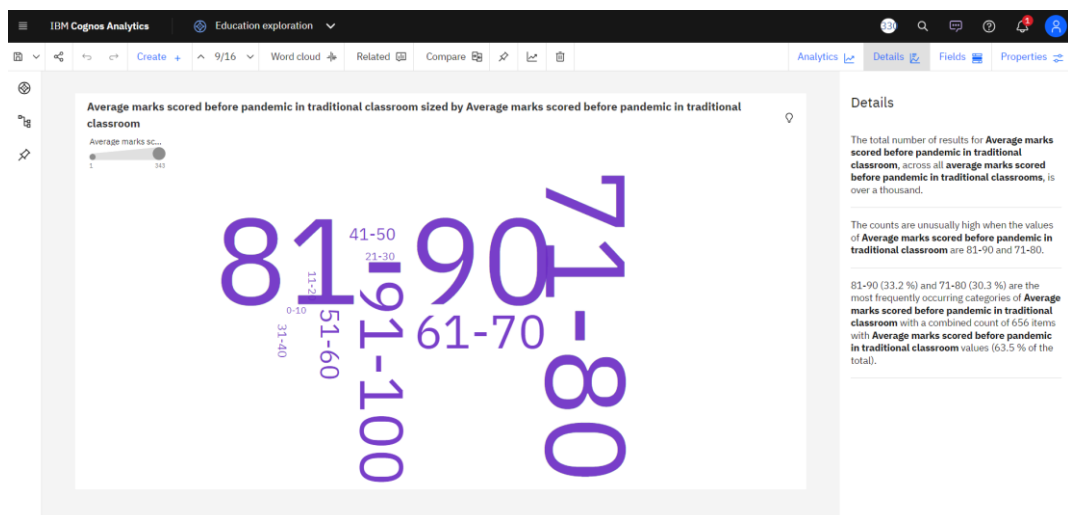 IBM Cognos Analytics
Education exploration
330
1
Create +
9/16
Word cloud
Related
Compare
Analytics
Details
Fields
Properties
Average marks scored before pandemic in traditional classroom sized by Average marks scored before pandemic in traditional
classroom
Average marks sc...
1
343
81-90
71-80
41-50
21-30
11-20
0-10
31-40
51-60
91-100
61-70
Details
The total number of results for Average marks
scored before pandemic in traditional
classroom, across all average marks scored
before pandemic in traditional classrooms, is
over a thousand.
The counts are unusually high when the values
of Average marks scored before pandemic in
traditional classroom are 81-90 and 71-80.
81-90 (33.2 %) and 71-80 (30.3 %) are the
most frequently occurring categories of Average
marks scored before pandemic in traditional
classroom with a combined count of 656 items
with Average marks scored before pandemic
in traditional classroom values (63.5 % of the
total).